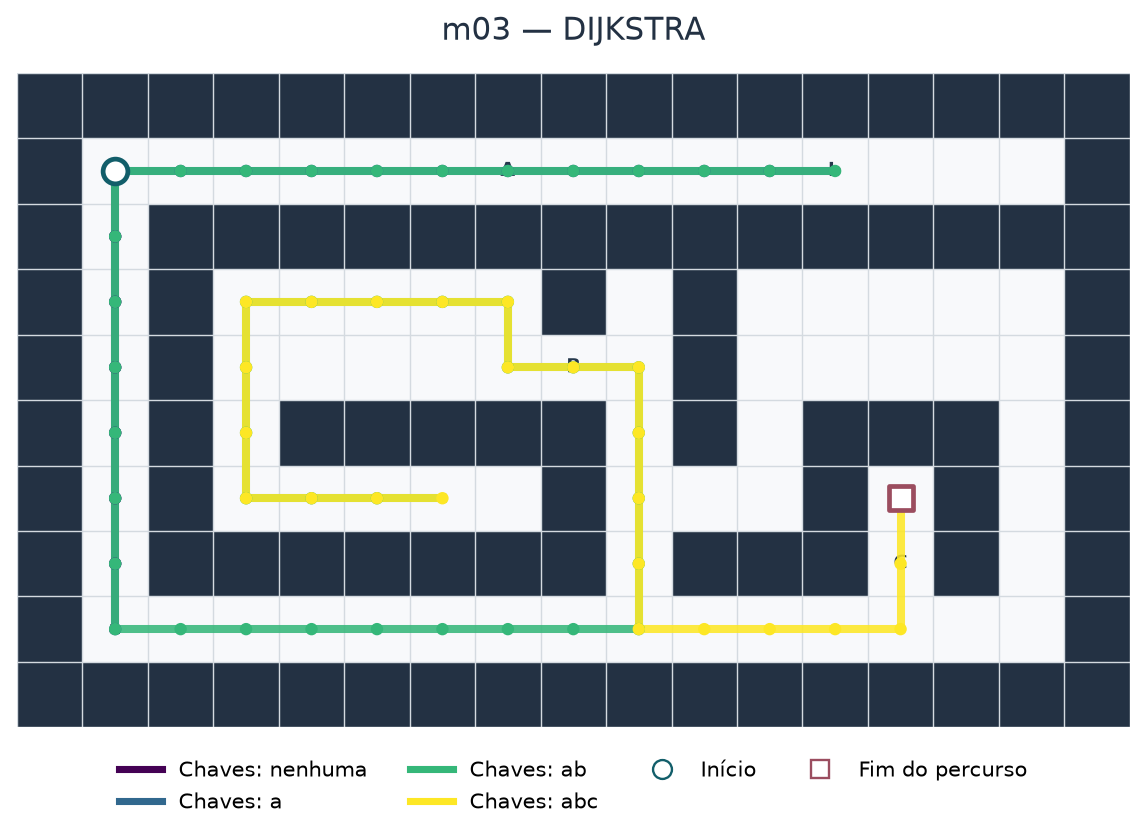 m03 — DIJKSTRA
A
Chaves: nenhuma
Chaves: ab
Início
Fim do percurso
Chaves: a
Chaves: abc